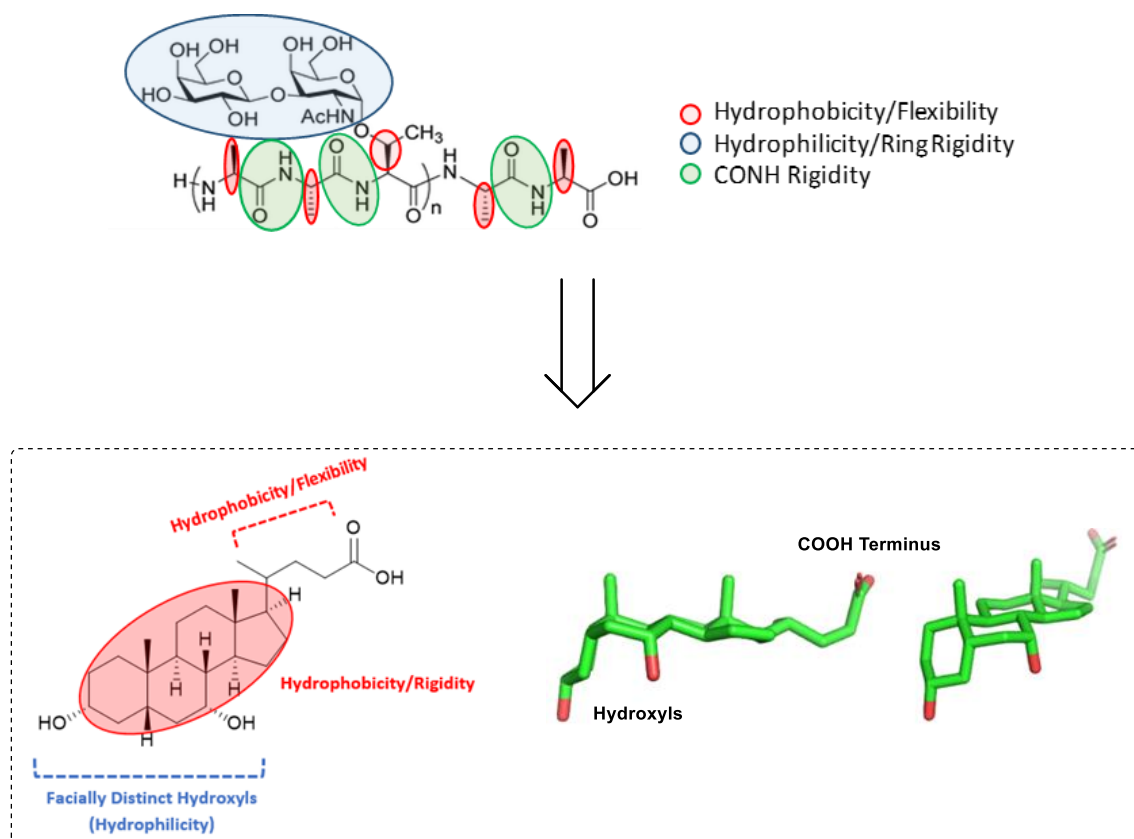 OH OH OH OH
HO O O
OH AcHN O CH3
H O H O
H N N N N OH
N H H N H
H O O n O
Hydrophobicity/Flexibility
Hydrophilicity/Ring Rigidity
CONH Rigidity
Hydrophobicity/Flexibility
O
OH
H
H
H H
Hydrophobicity/Rigidity
HO OH
H
Facially Distinct Hydroxyls
(Hydrophilicity)
COOH Terminus
Hydroxyls